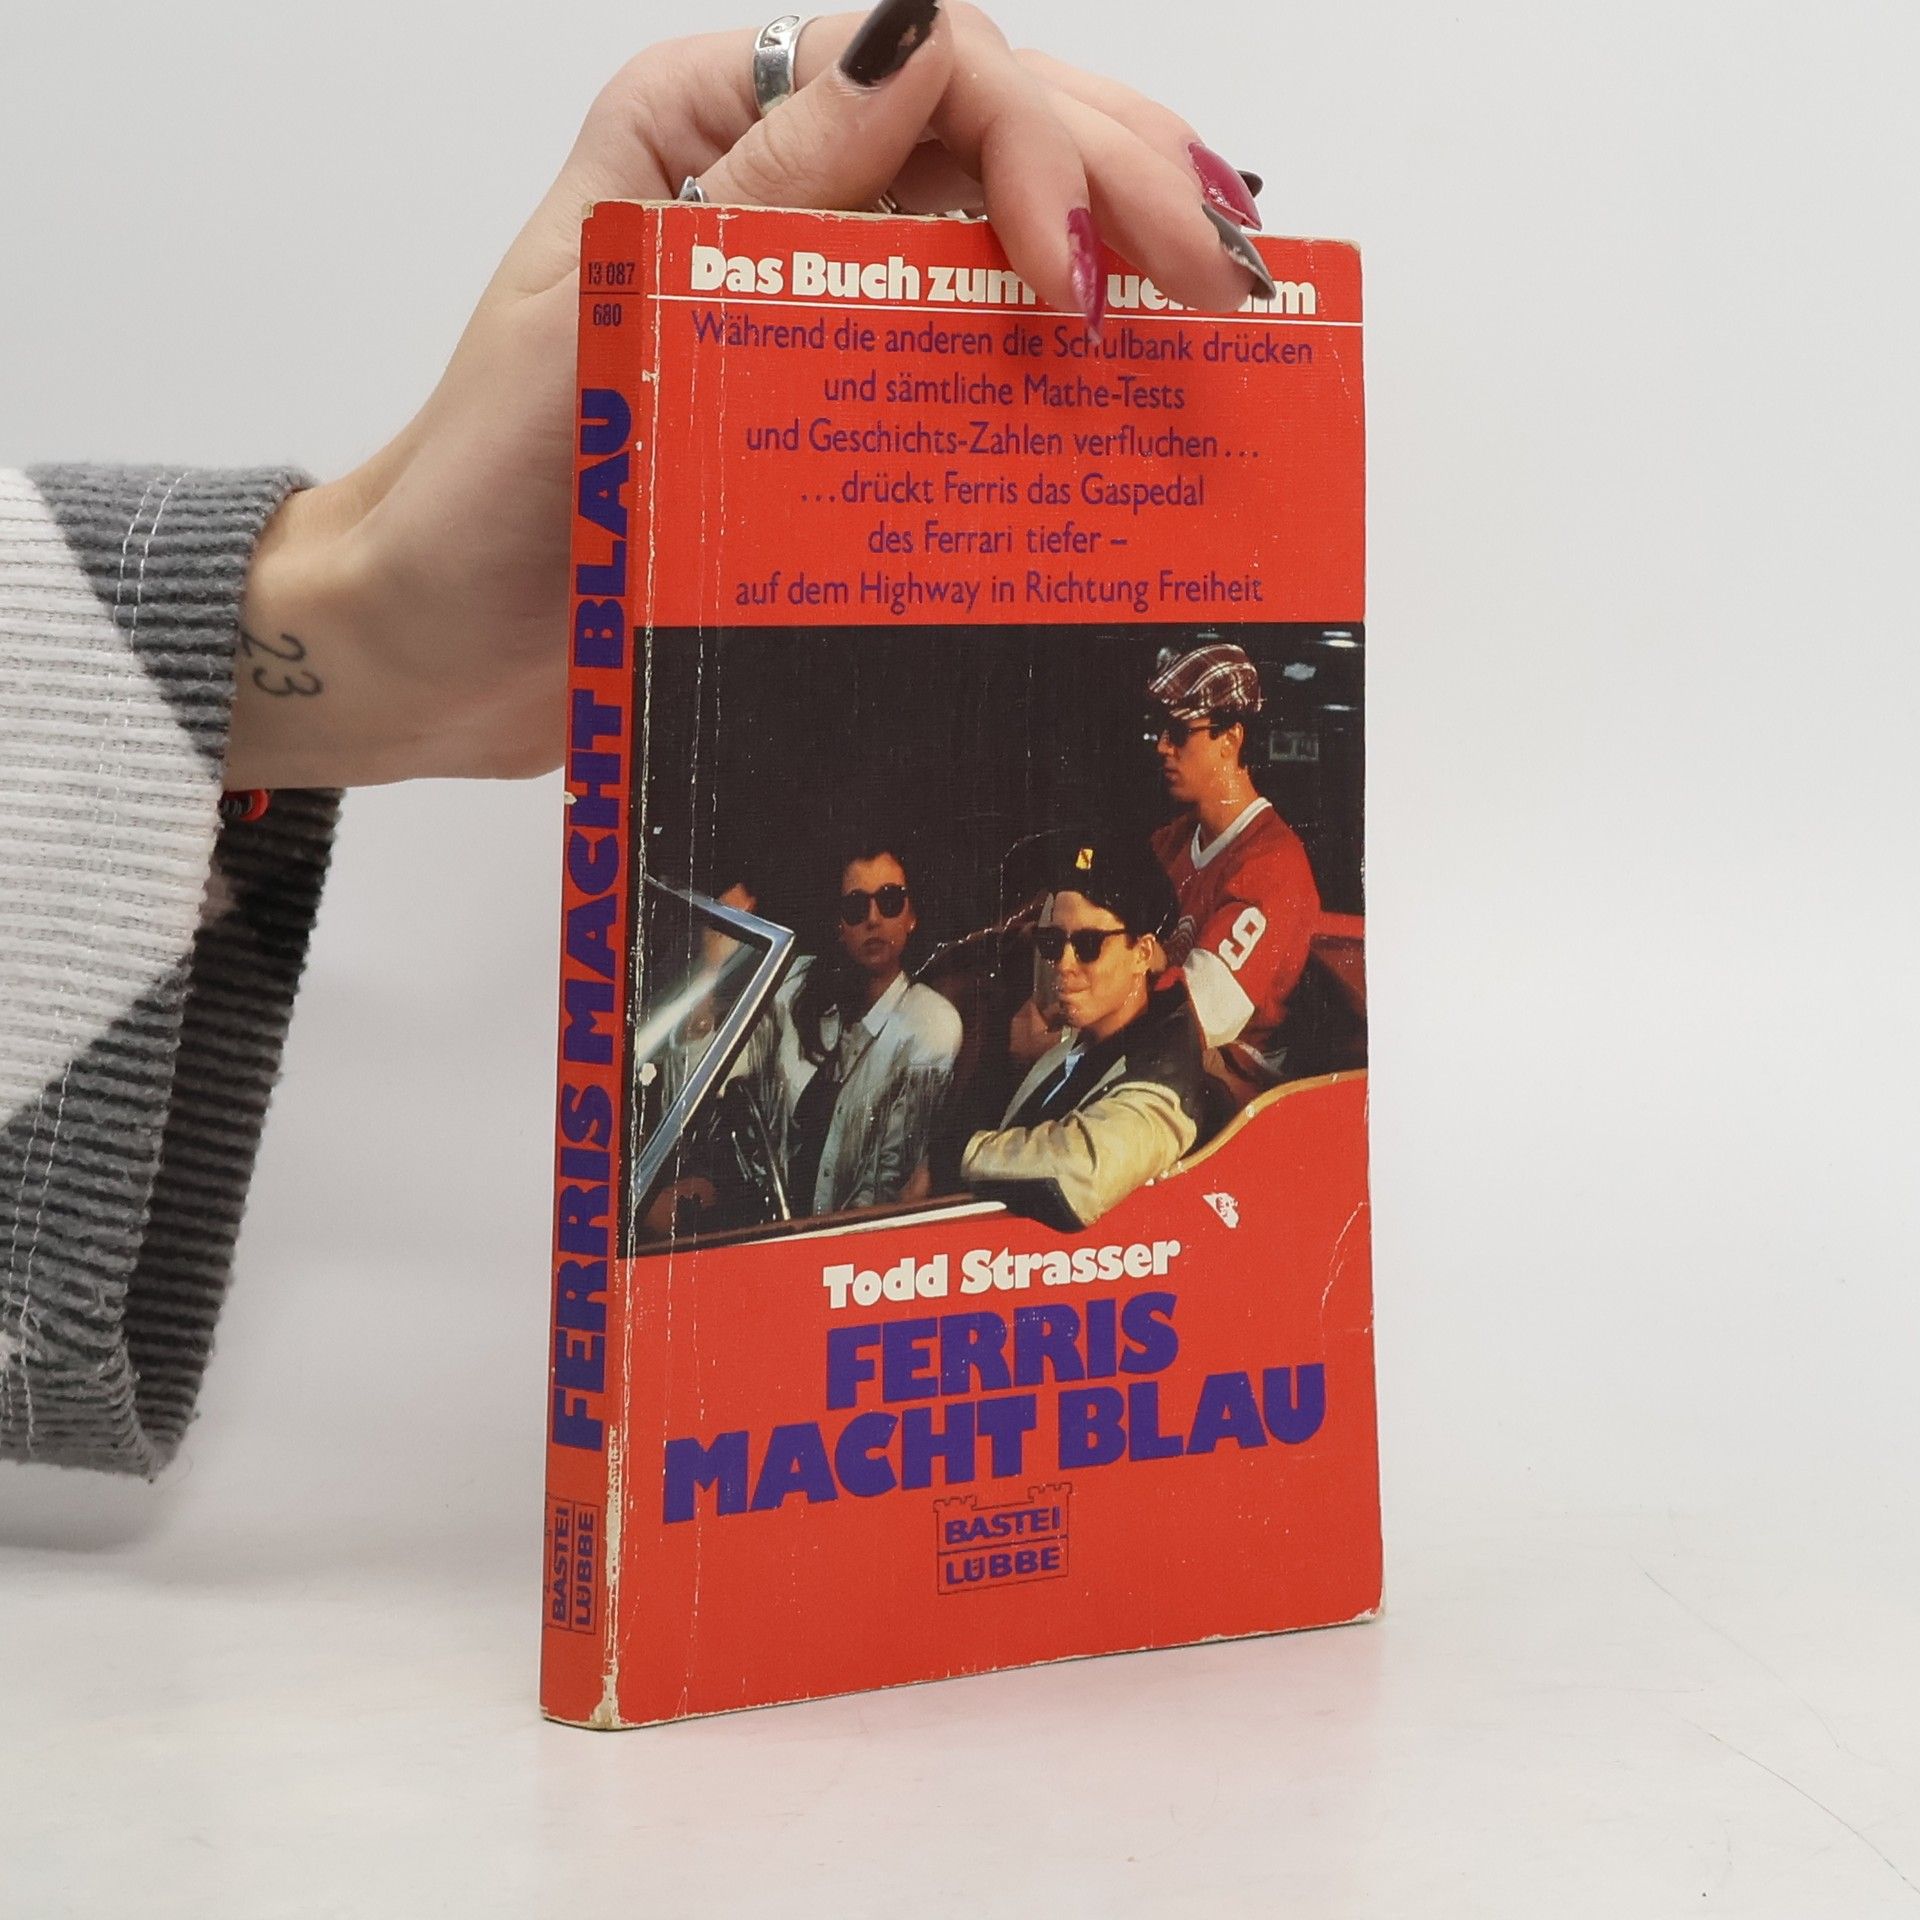 Das Buch zum
Während die anderen die Schulbank drücken
und sämtliche Mathe-Tests
und Geschichts-Zahlen verfluchen...
...drückt Ferris das Gaspedal
des Ferrari tiefer –
auf dem Highway in Richtung Freiheit
9
Todd Strasser
FERRIS
MACHT BLAU
BASTEI
LÜBBE
13 087
680
FERRIS MACHT BLAU
BASTEI
LÜBBE
23